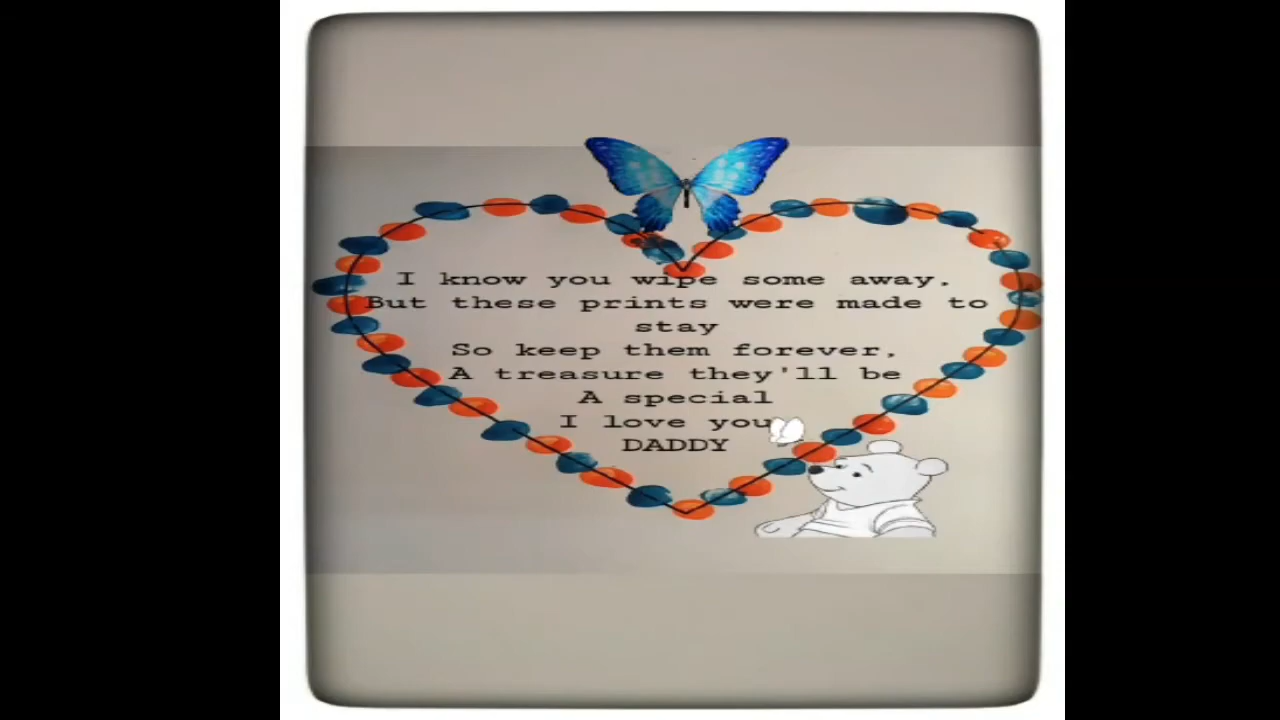 I know you wipe some away,
But these prints were made to
stay
So keep them forever,
A treasure they'll be
A special
I love you
DADDY